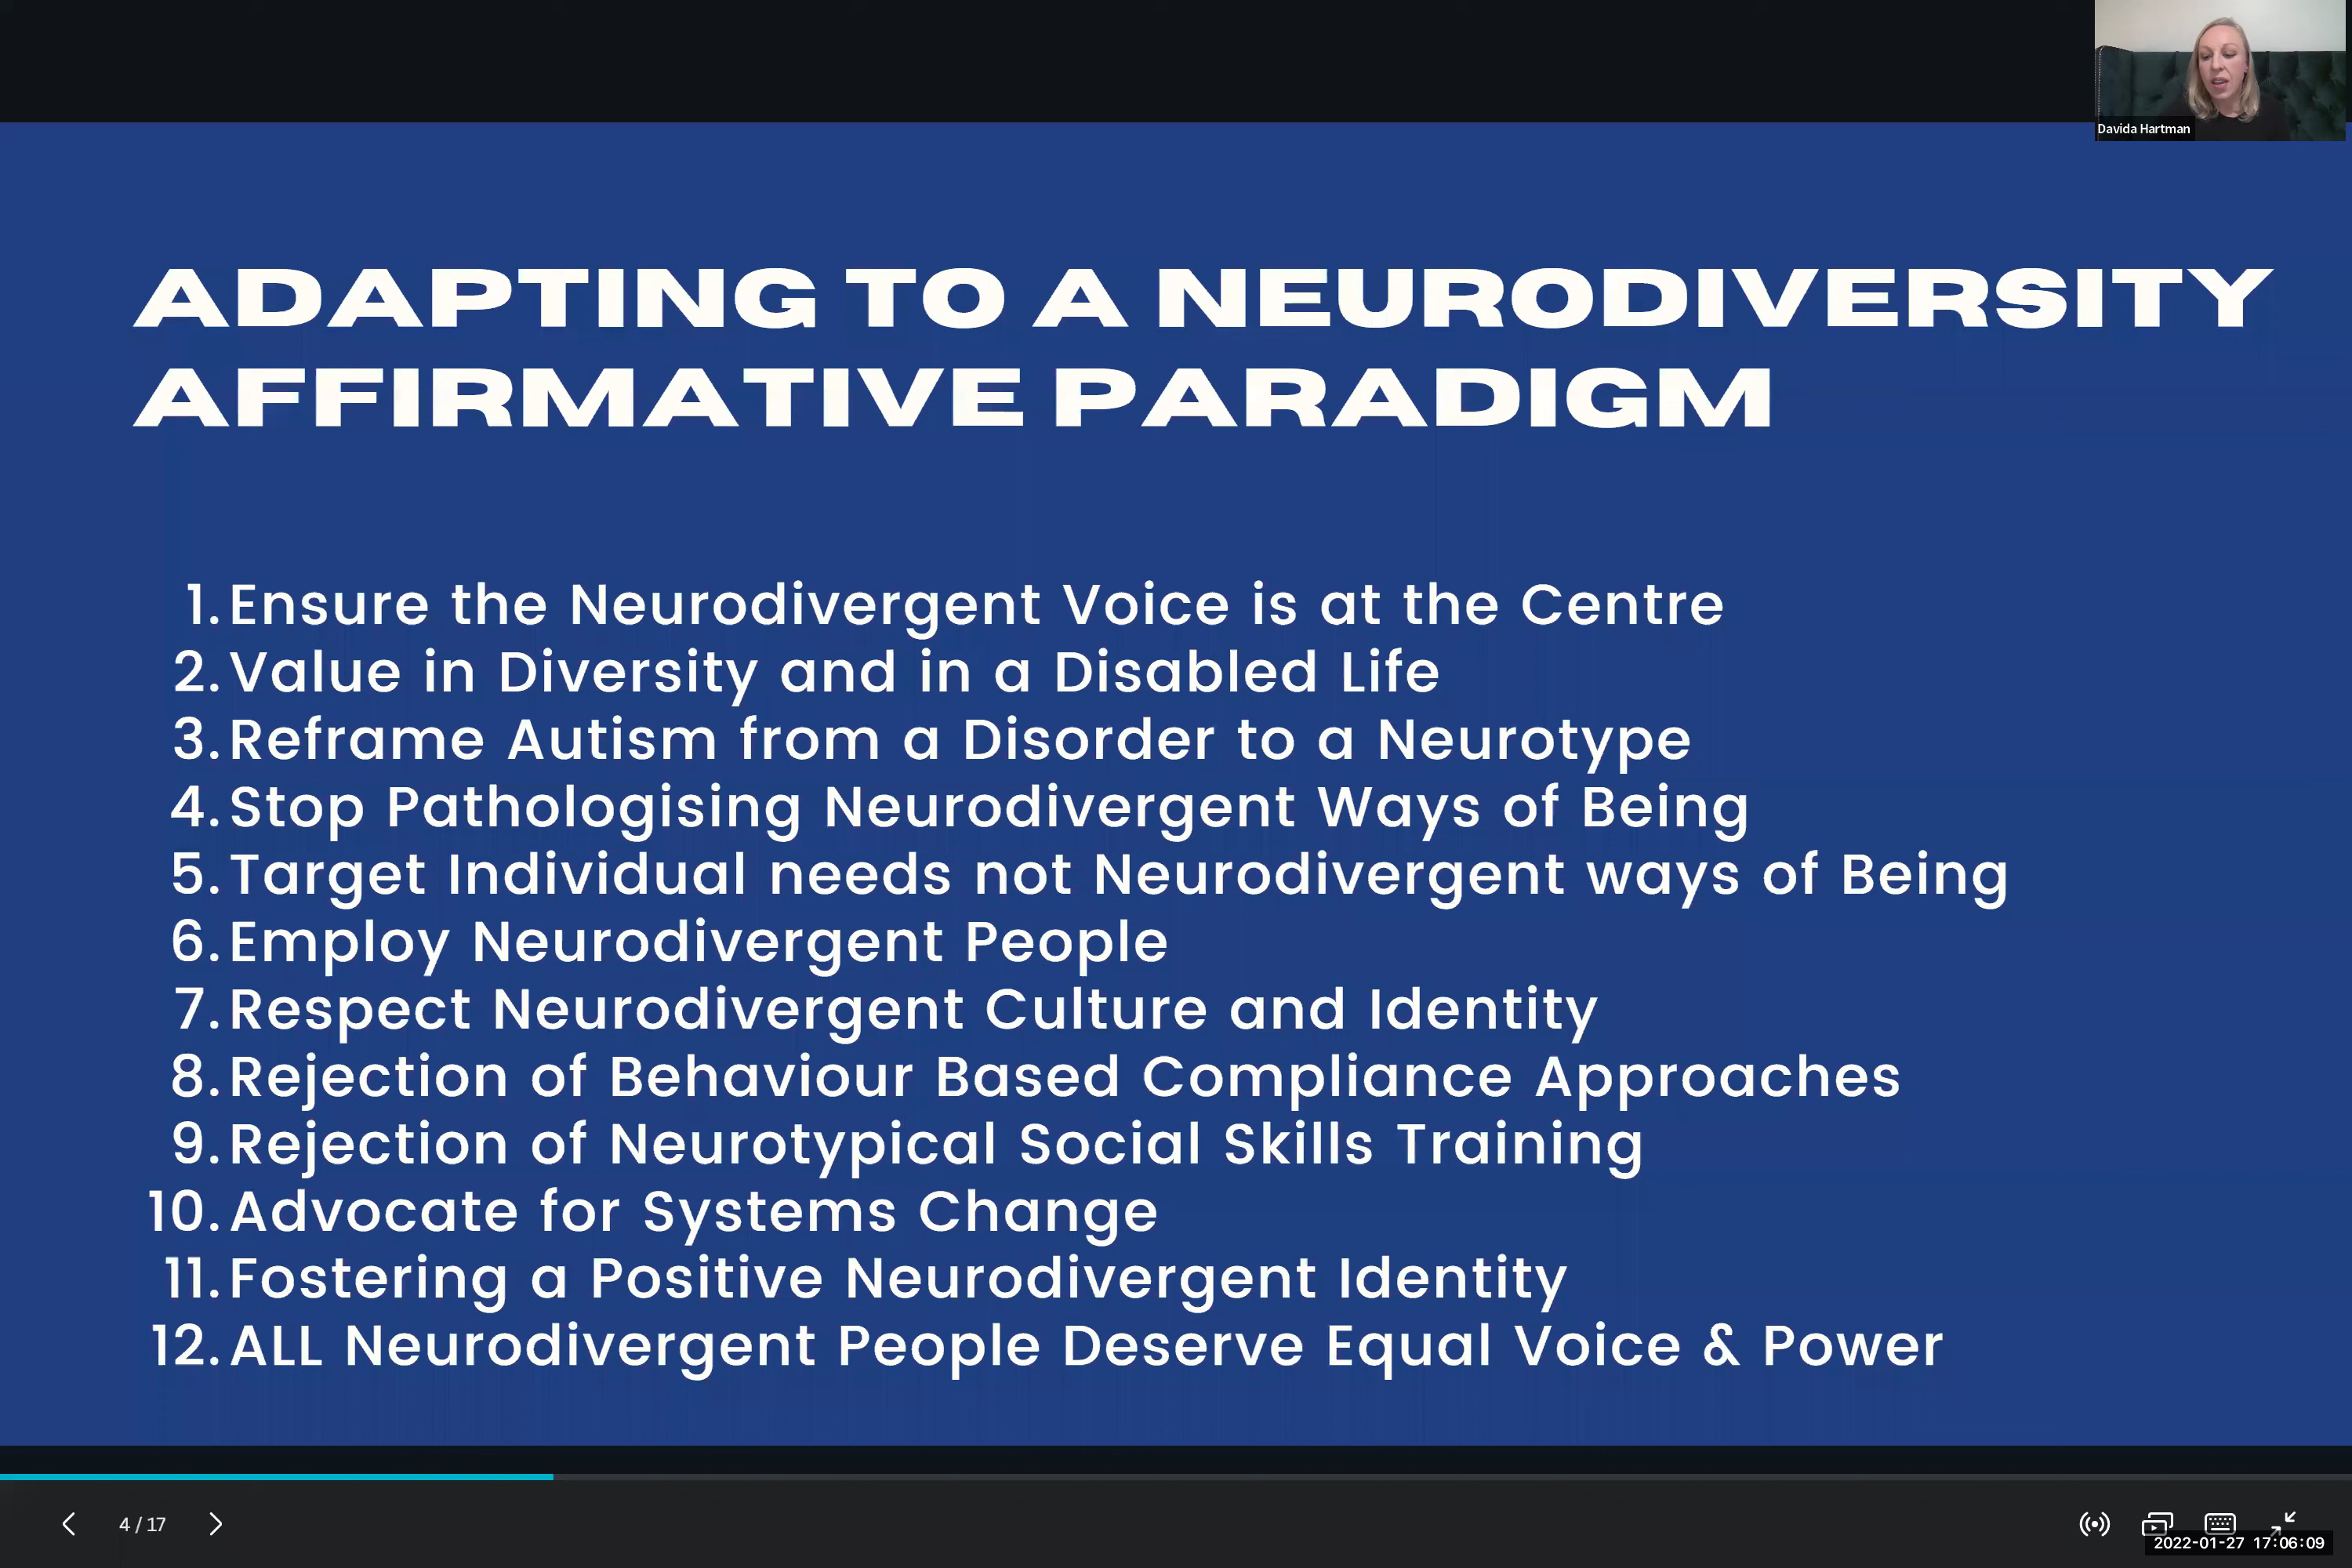 Davida Hartman
ADAPTING TO A NEURODIVERSITY
AFFIRMATIVE PARADIGM
1. Ensure the Neurodivergent Voice is at the Centre
2. Value in Diversity and in a Disabled Life
3. Reframe Autism from a Disorder to a Neurotype
4. Stop Pathologising Neurodivergent Ways of Being
5. Target Individual needs not Neurodivergent ways of Being
6. Employ Neurodivergent People
7. Respect Neurodivergent Culture and Identity
8. Rejection of Behaviour Based Compliance Approaches
9. Rejection of Neurotypical Social Skills Training
10. Advocate for Systems Change
11. Fostering a Positive Neurodivergent Identity
12. ALL Neurodivergent People Deserve Equal Voice & Power
4 / 17
2022-01-27 17:06:09